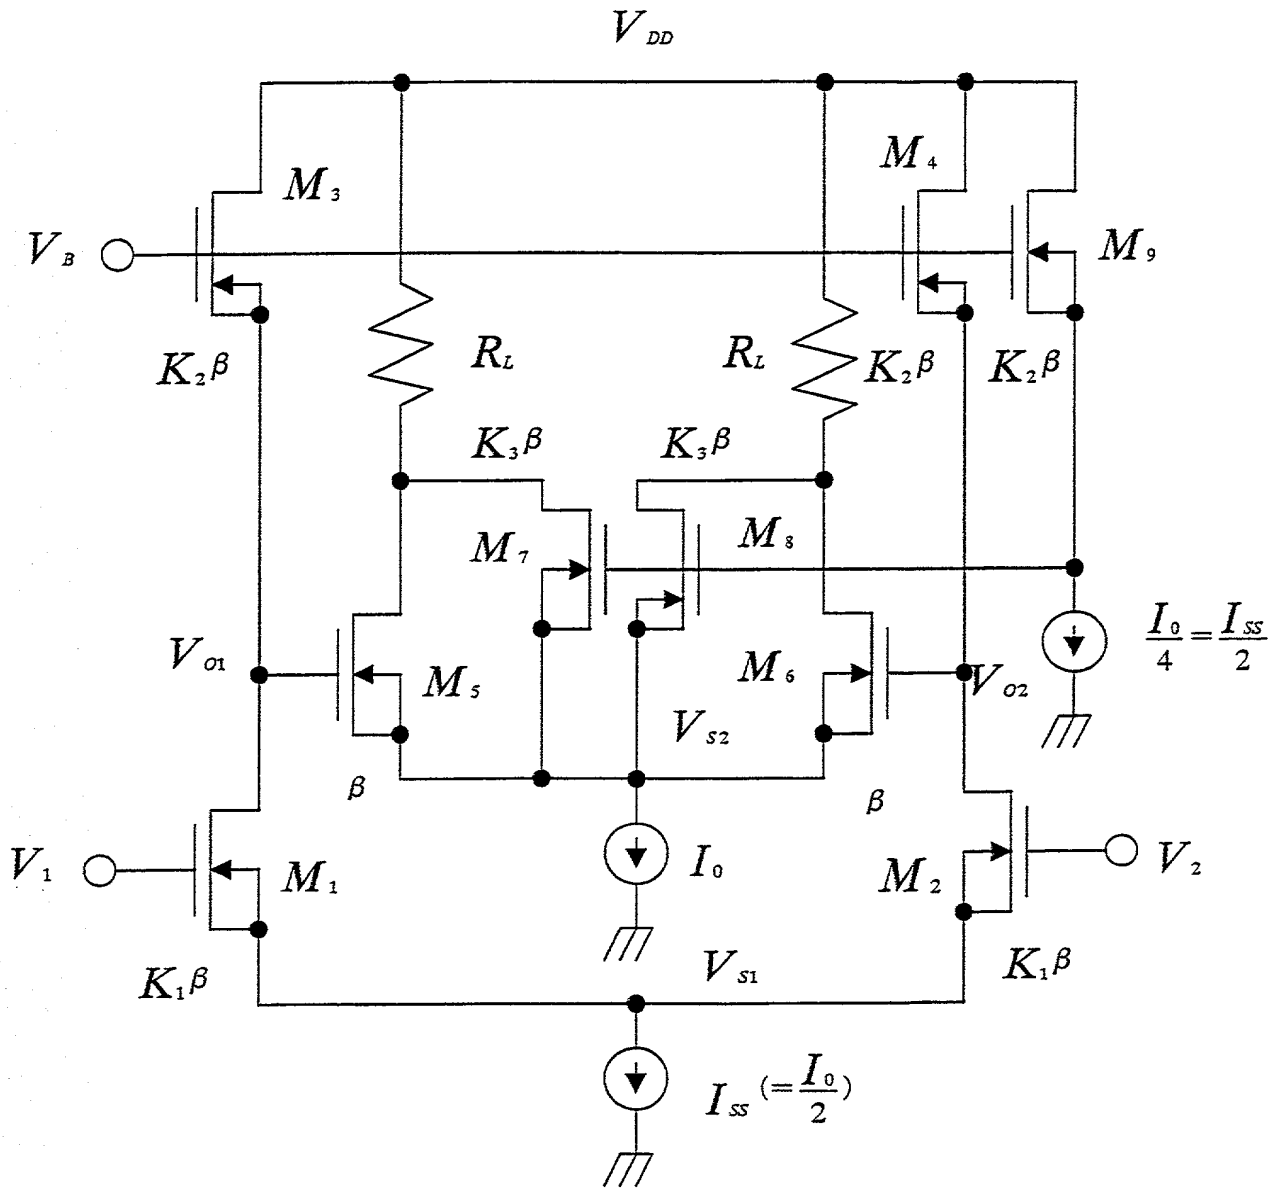 V_DD
M_4
M_3
V_B
M_9
R_L
R_L
K_2β
K_2β
K_2β
K_3β
K_3β
M_7
M_8
I_0/4 = I_SS/2
V_O1
M_5
M_6
V_O2
V_S2
β
β
V_1
M_1
I_0
M_2
V_2
K_1β
V_S1
K_1β
I_SS (= I_0/2)